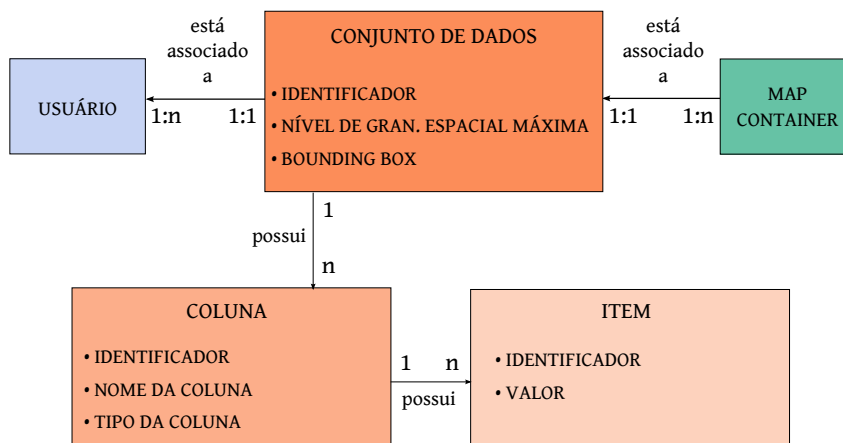 está
associado
a
CONJUNTO DE DADOS
está
associado
a
USUÁRIO
1:n
1:1
• IDENTIFICADOR
• NÍVEL DE GRAN. ESPACIAL MÁXIMA
• BOUNDING BOX
1:1
1:n
MAP
CONTAINER
1
possui
n
COLUNA
• IDENTIFICADOR
• NOME DA COLUNA
• TIPO DA COLUNA
1
n
possui
ITEM
• IDENTIFICADOR
• VALOR